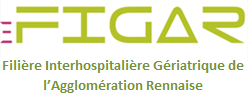 FIGAR
Filière Interhospitalière Gériatrique de
l'Agglomération Rennaise